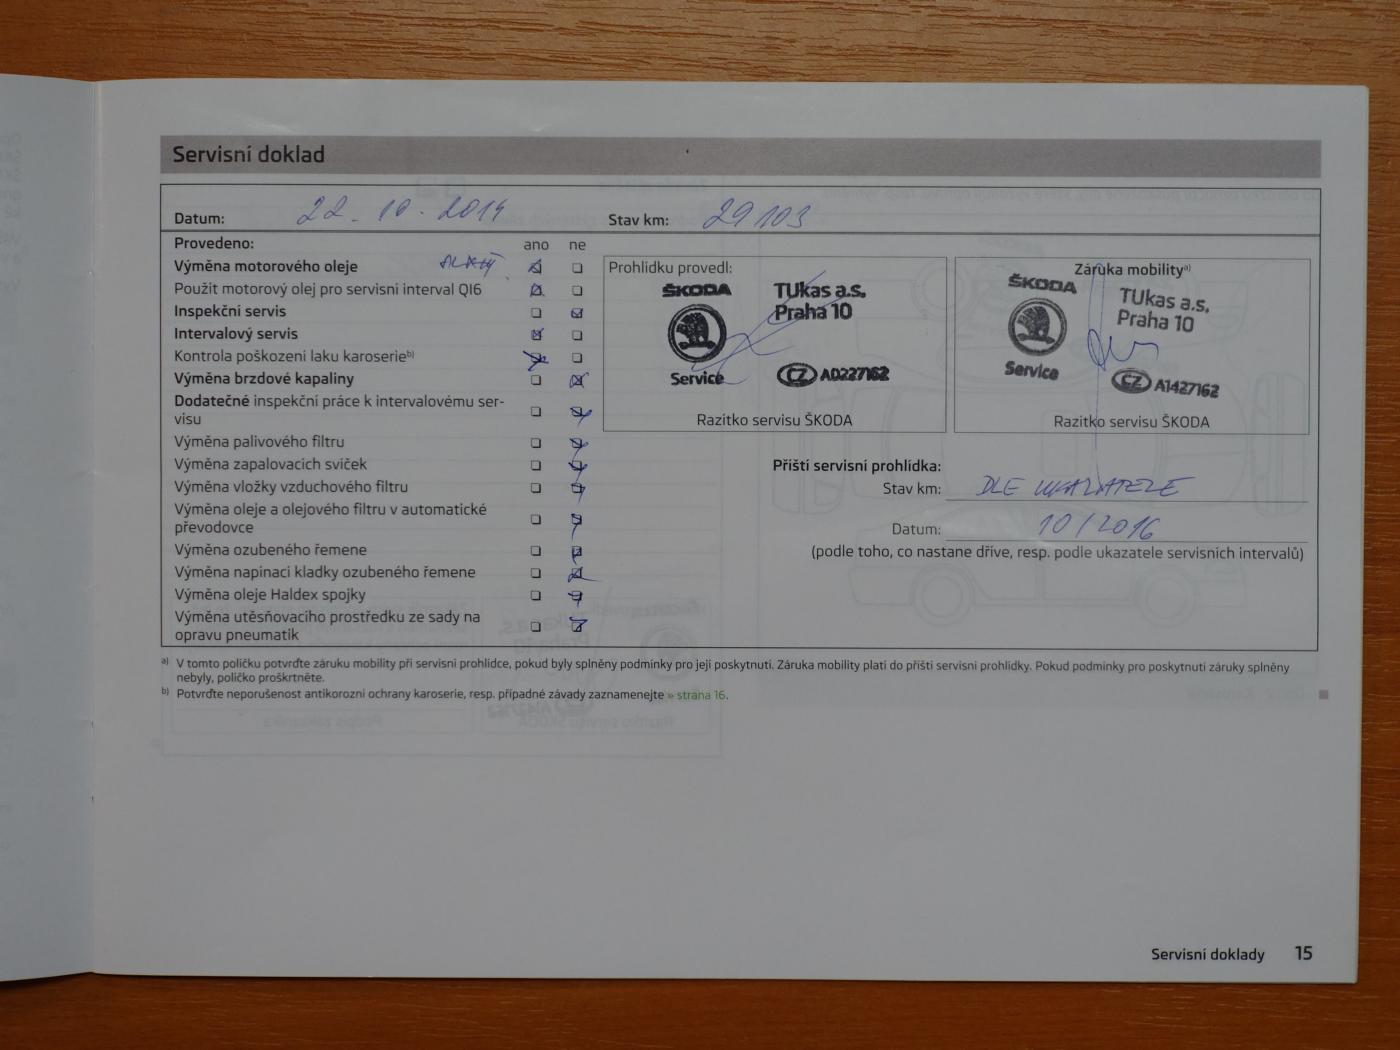 Servisní doklad
Datum: 22.10.2014 Stav km: 29103
Provedeno: ano ne
Výměna motorového oleje
Použit motorový olej pro servisní interval QI6
Inspekční servis
Intervalový servis
Kontrola poškození laku karoserie b)
Výměna brzdové kapaliny
Dodatečné inspekční práce k intervalovému ser-
visu
Výměna palivového filtru
Výměna zapalovacích svíček
Výměna vložky vzduchového filtru
Výměna oleje a olejového filtru v automatické
převodovce
Výměna ozubeného řemene
Výměna napínací kladky ozubeného řemene
Výměna oleje Haldex spojky
Výměna utěsňovacího prostředku ze sady na
opravu pneumatik
Prohlídku provedl:
ŠKODA TUkas a.s.
Praha 10
Service CZ AD227162
Razítko servisu ŠKODA
Záruka mobility a)
ŠKODA TUkas a.s.
Praha 10
Service CZ A1427162
Razítko servisu ŠKODA
Příští servisní prohlídka:
Stav km: DLE UKAZATELE
Datum: 10/2016
(podle toho, co nastane dříve, resp. podle ukazatele servisních intervalů)
a) V tomto políčku potvrďte záruku mobility při servisní prohlídce, pokud byly splněny podmínky pro její poskytnutí. Záruka mobility platí do příští servisní prohlídky. Pokud podmínky pro poskytnutí záruky splněny
nebyly, políčko proškrtněte.
b) Potvrďte neporušenost antikorozní ochrany karoserie, resp. případné závady zaznamenejte » strana 16.
Servisní doklady 15